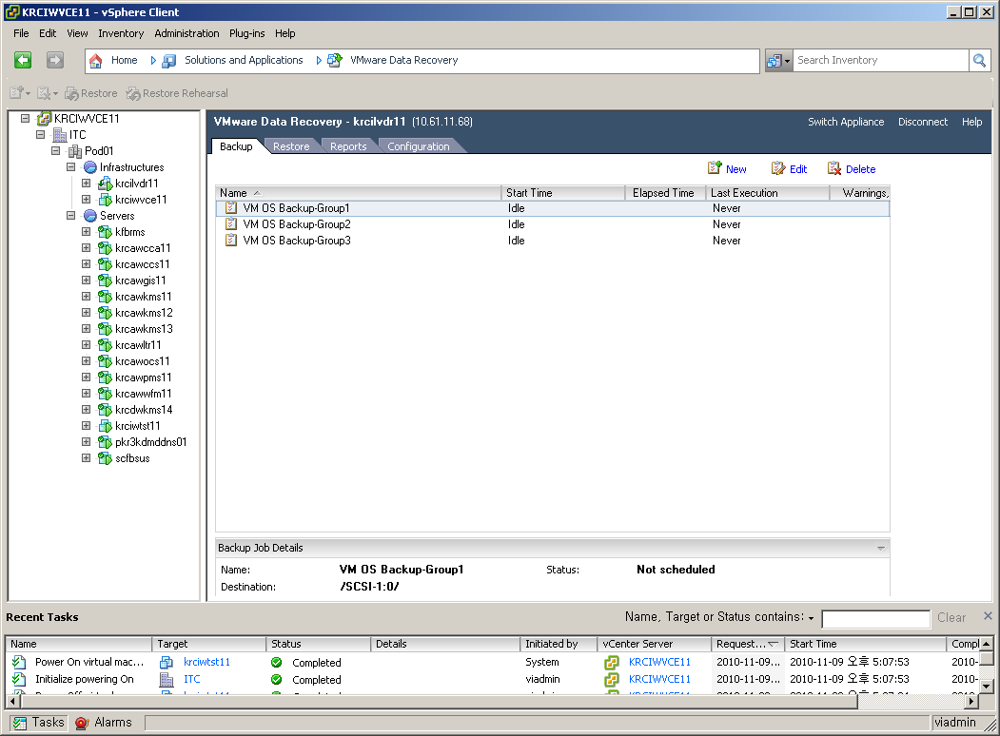 KRCIWVCE11 - vSphere Client
File Edit View Inventory Administration Plug-ins Help
Home Solutions and Applications VMware Data Recovery Search Inventory
Restore Restore Rehearsal
KRCIWVCE11
ITC
Pod01
Infrastructures
krcilvdr11
krciwvce11
Servers
kfbrms
krcawcca11
krcawccs11
krcawgis11
krcawkms11
krcawkms12
krcawkms13
krcawltr11
krcawocs11
krcawpms11
krcawwfm11
krcdwkms14
krciwtst11
pkr3kdmddns01
scfbsus
VMware Data Recovery - krcilvdr11 (10.61.11.68) Switch Appliance Disconnect Help
Backup Restore Reports Configuration
New Edit Delete
Name Start Time Elapsed Time Last Execution Warnings,
VM OS Backup-Group1 Idle Never
VM OS Backup-Group2 Idle Never
VM OS Backup-Group3 Idle Never
Backup Job Details
Name: VM OS Backup-Group1 Status: Not scheduled
Destination: /SCSI-1:0/
Recent Tasks Name, Target or Status contains: Clear
Name Target Status Details Initiated by vCenter Server Request... Start Time Compl
Power On virtual mac... krciwtst11 Completed System KRCIWVCE11 2010-11-09... 2010-11-09 오후 5:07:53 2010-
Initialize powering On ITC Completed viadmin KRCIWVCE11 2010-11-09... 2010-11-09 오후 5:07:53 2010-
Tasks Alarms viadmin